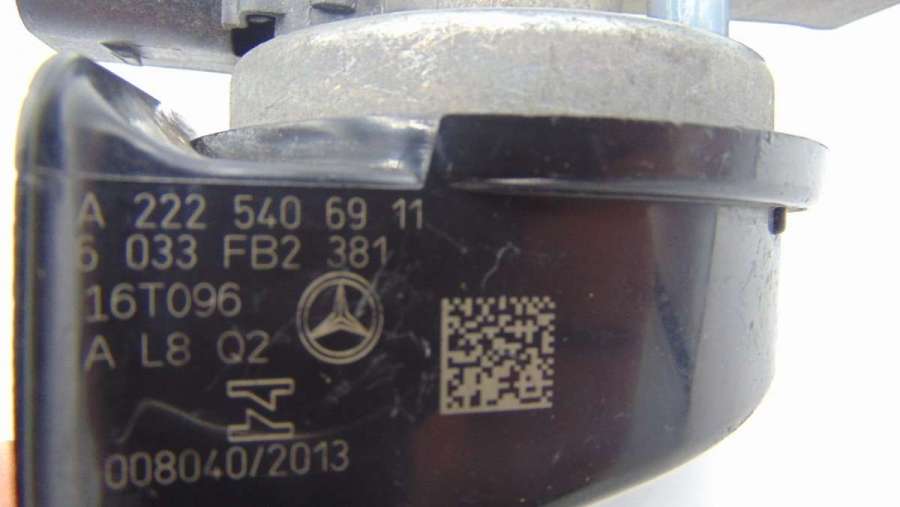 A 222 540 69 11
6 033 FB2 381
16T096
A L8 Q2
008040/2013